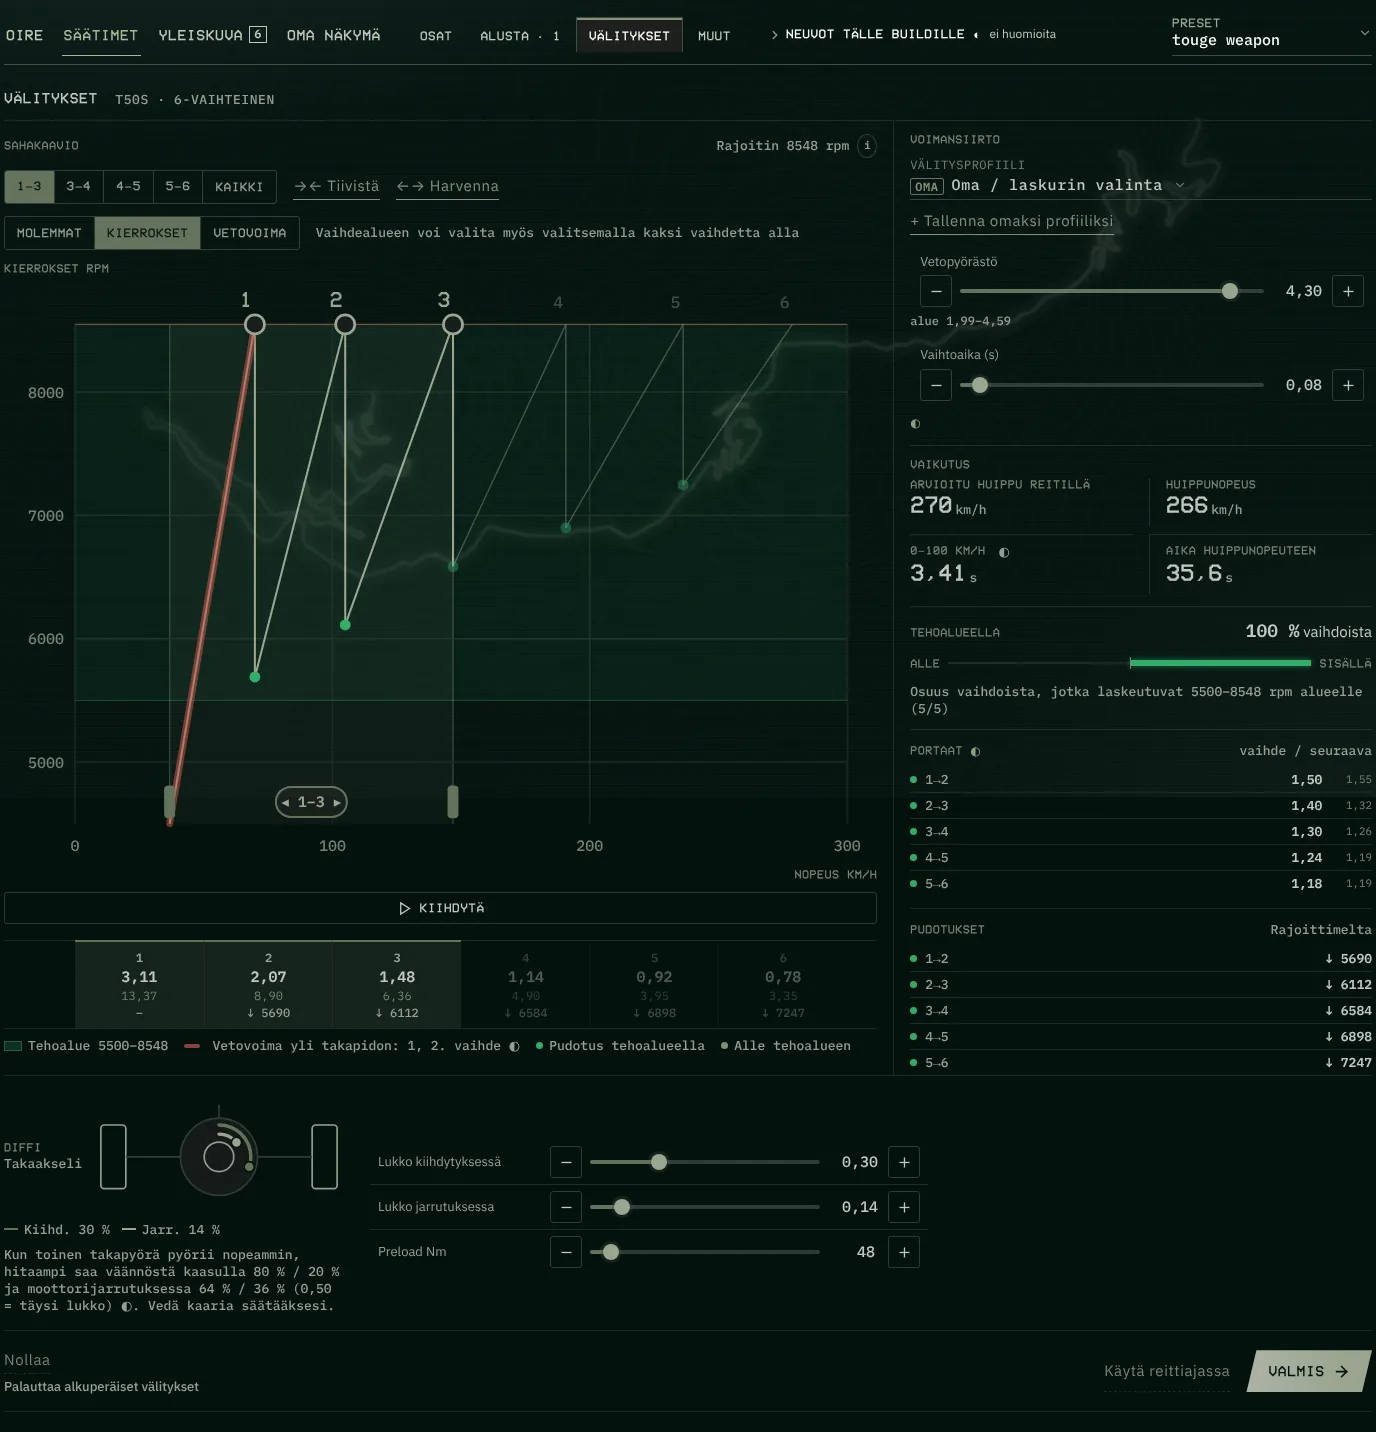 OIRE SÄÄTIMET YLEISKUVA 6 OMA NÄKYMÄ OSAT ALUSTA · 1 VÄLITYKSET MUUT > NEUVOT TÄLLE BUILDILLE ei huomioita
PRESET
touge weapon
VÄLITYKSET T50S · 6-VAIHTEINEN
SAHAKAAVIO Rajoitin 8548 rpm i
1–3 3–4 4–5 5–6 KAIKKI →← Tiivistä ←→ Harvenna
MOLEMMAT KIERROKSET VETOVOIMA Vaihdealueen voi valita myös valitsemalla kaksi vaihdetta alla
KIERROKSET RPM
1 2 3 4 5 6
8000
7000
6000
5000
◂ 1–3 ▸
0 100 200 300
NOPEUS KM/H
▷ KIIHDYTÄ
1 2 3 4 5 6
3,11 2,07 1,48 1,14 0,92 0,78
13,37 8,90 6,36 4,90 3,95 3,35
– ↓ 5690 ↓ 6112 ↓ 6584 ↓ 6898 ↓ 7247
Tehoalue 5500–8548 Vetovoima yli takapidon: 1, 2. vaihde Pudotus tehoalueella Alle tehoalueen
VOIMANSIIRTO
VÄLITYSPROFIILI
OMA Oma / laskurin valinta
+ Tallenna omaksi profiiliksi
Vetopyörästö
− 4,30 +
alue 1,99–4,59
Vaihtoaika (s)
− 0,08 +
VAIKUTUS
ARVIOITU HUIPPU REITILLÄ HUIPPUNOPEUS
270 km/h 266 km/h
0–100 KM/H AIKA HUIPPUNOPEUTEEN
3,41 s 35,6 s
TEHOALUEELLA 100 % vaihdoista
ALLE SISÄLLÄ
Osuus vaihdoista, jotka laskeutuvat 5500–8548 rpm alueelle
(5/5)
PORTAAT vaihde / seuraava
1→2 1,50 1,55
2→3 1,40 1,32
3→4 1,30 1,26
4→5 1,24 1,19
5→6 1,18 1,19
PUDOTUKSET Rajoittimelta
1→2 ↓ 5690
2→3 ↓ 6112
3→4 ↓ 6584
4→5 ↓ 6898
5→6 ↓ 7247
DIFFI
Takaakseli
Kiihd. 30 % Jarr. 14 %
Kun toinen takapyörä pyörii nopeammin,
hitaampi saa väännöstä kaasulla 80 % / 20 %
ja moottorijarrutuksessa 64 % / 36 % (0,50
= täysi lukko) ◐. Vedä kaaria säätääksesi.
Lukko kiihdytyksessä − 0,30 +
Lukko jarrutuksessa − 0,14 +
Preload Nm − 48 +
Nollaa
Palauttaa alkuperäiset välitykset
Käytä reittiajassa VALMIS →